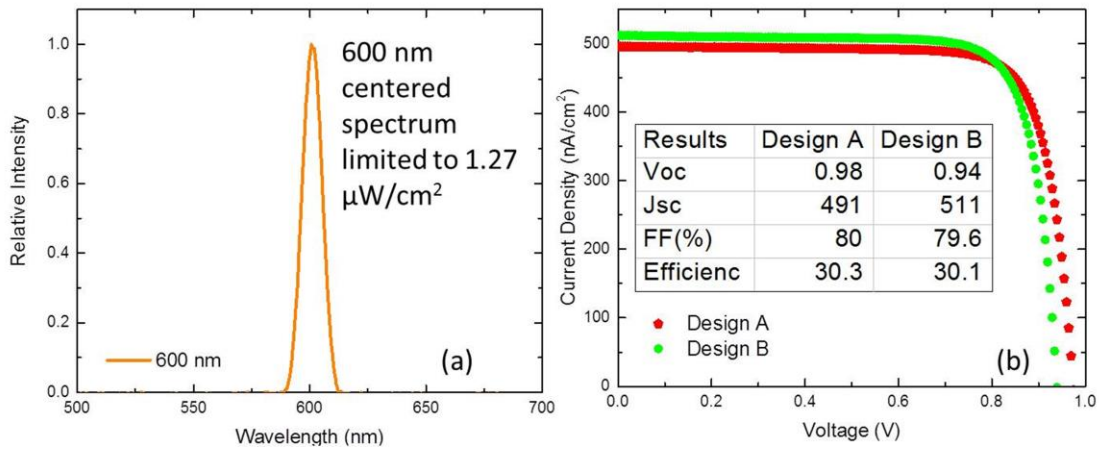 1.0
0.8
0.6
0.4
0.2
0.0
Relative Intensity
600 nm
centered
spectrum
limited to 1.27
μW/cm²
600 nm
(a)
500 550 600 650 700
Wavelength (nm)
500
400
300
200
100
0
Current Density (nA/cm²)
Results Design A Design B
Voc 0.98 0.94
Jsc 491 511
FF(%) 80 79.6
Efficienc 30.3 30.1
Design A
Design B
(b)
0.0 0.2 0.4 0.6 0.8 1.0
Voltage (V)